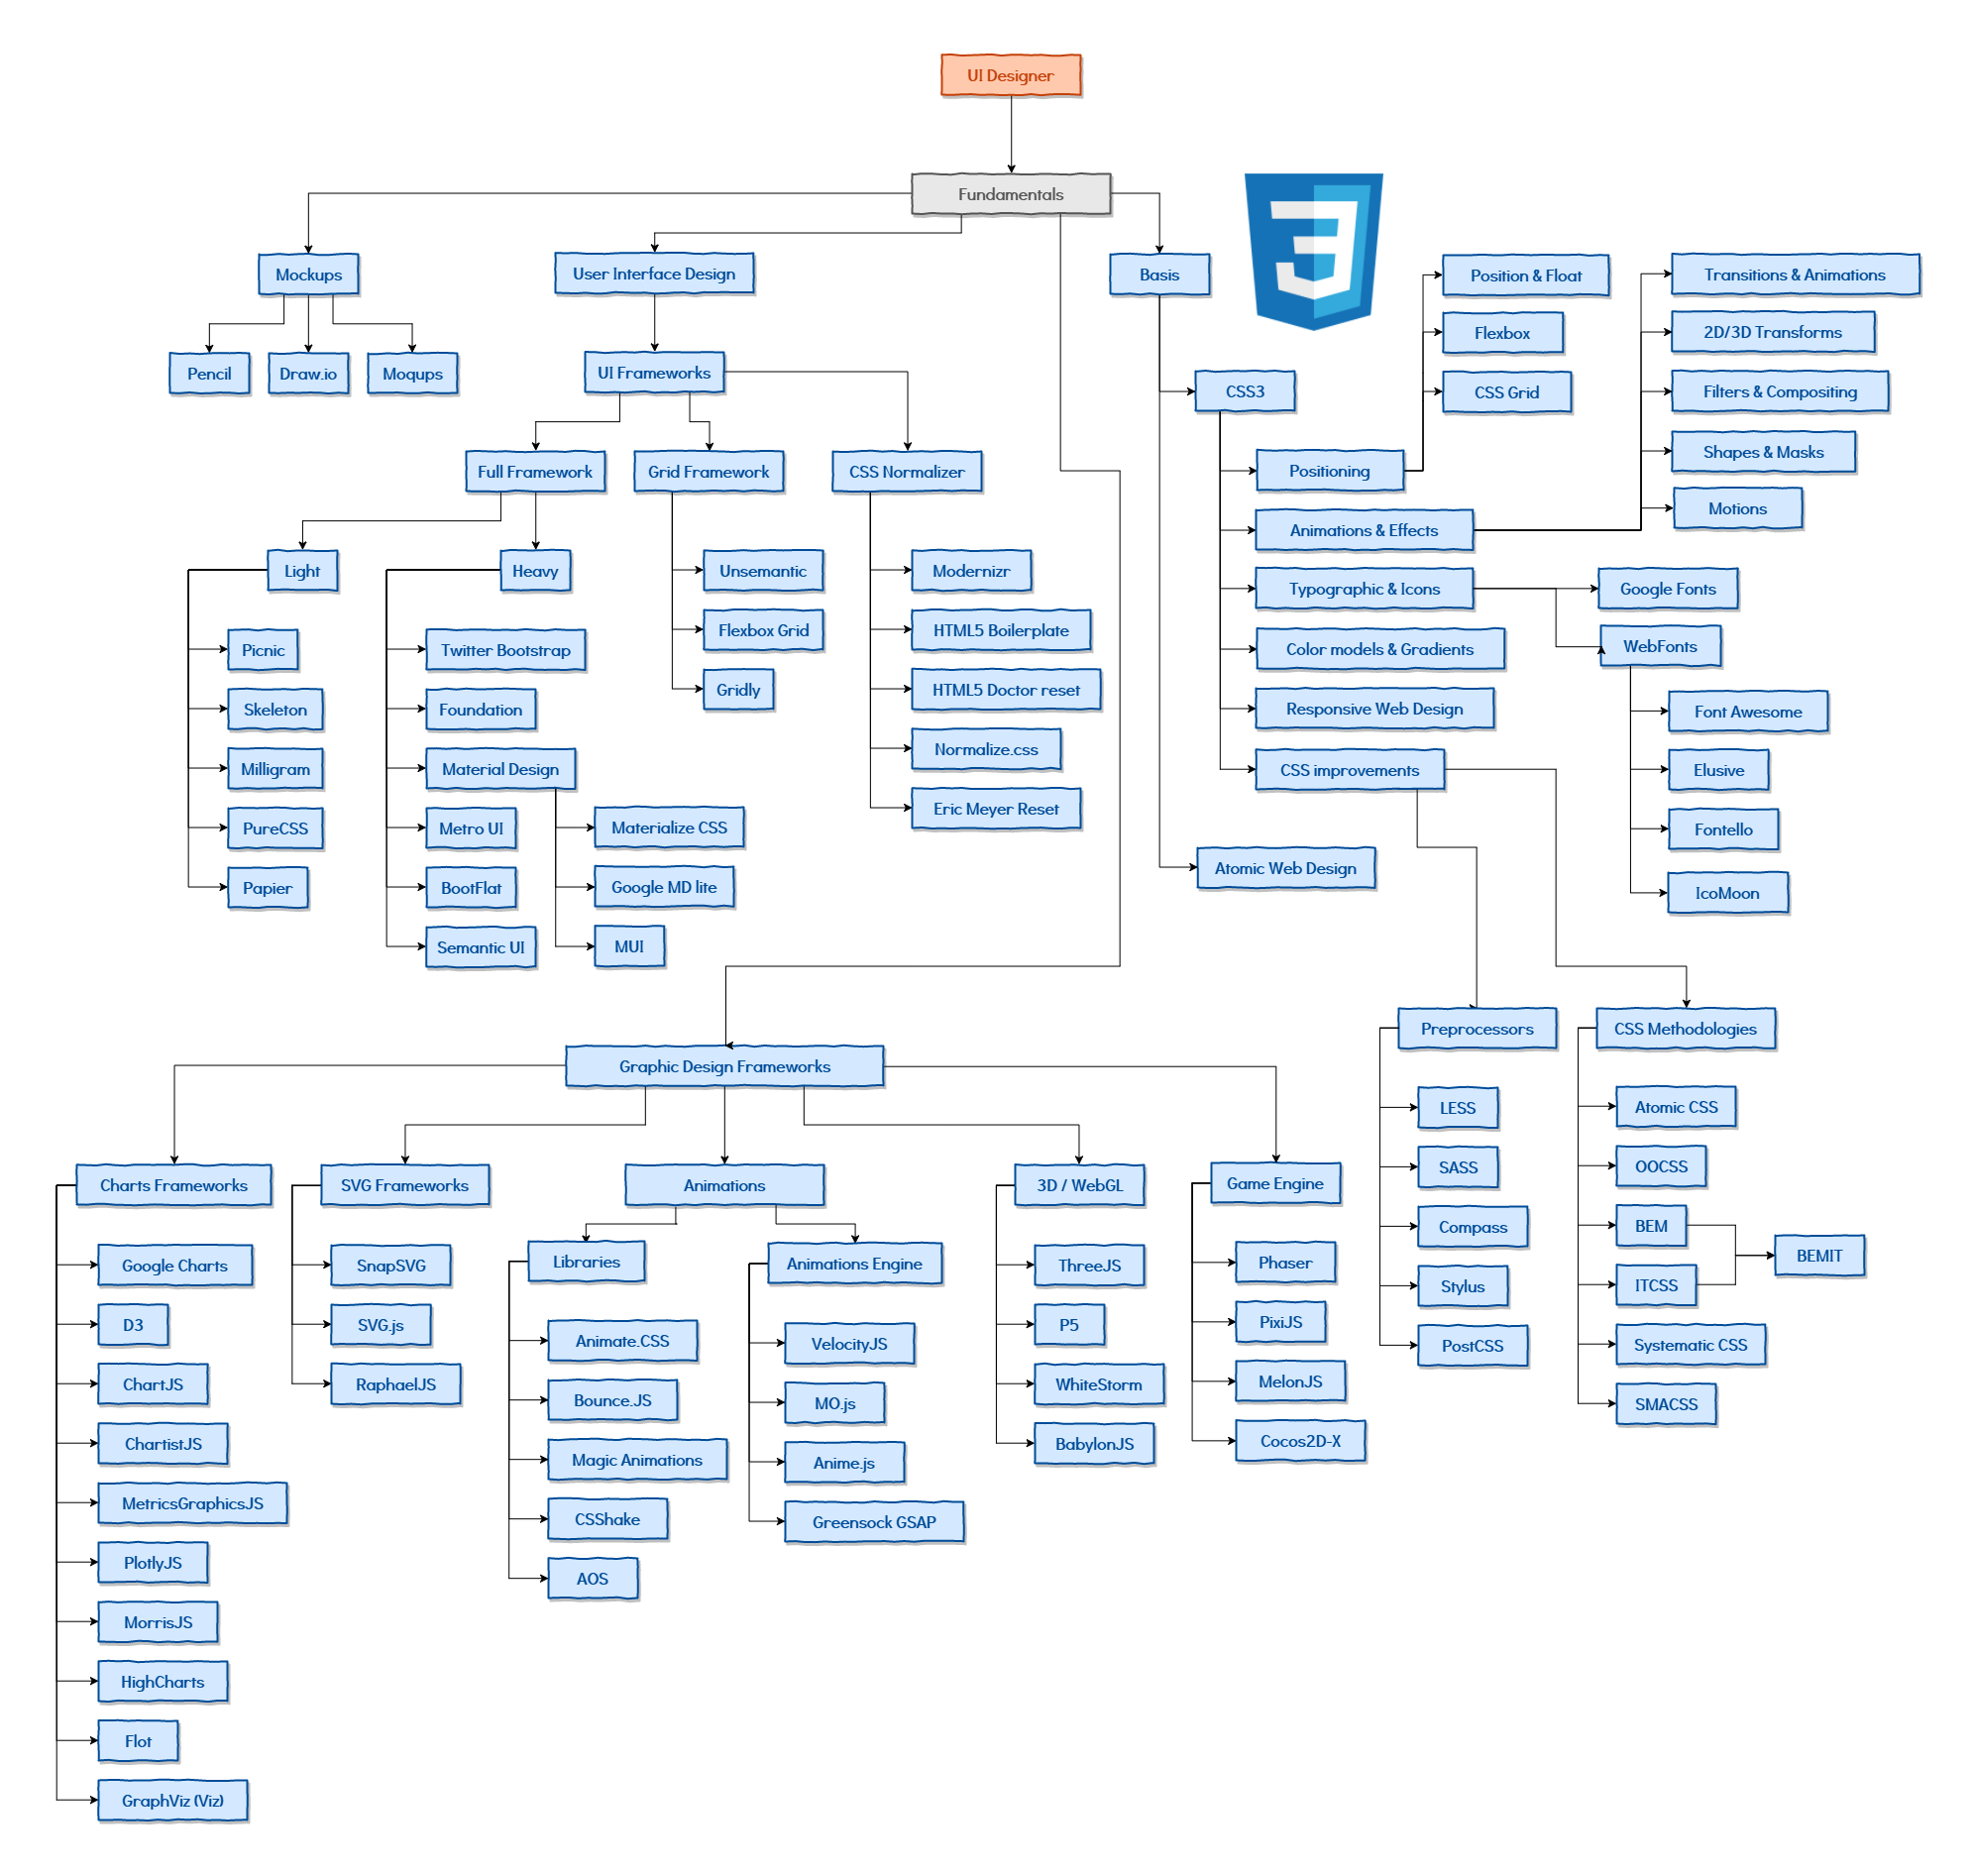 UI Designer
Fundamentals
Mockups
User Interface Design
Basis
Position & Float
Transitions & Animations
Flexbox
2D/3D Transforms
Pencil
Draw.io
Moqups
UI Frameworks
CSS3
CSS Grid
Filters & Compositing
Full Framework
Grid Framework
CSS Normalizer
Positioning
Shapes & Masks
Motions
Animations & Effects
Light
Heavy
Unsemantic
Modernizr
Typographic & Icons
Google Fonts
Picnic
Twitter Bootstrap
Flexbox Grid
HTML5 Boilerplate
Color models & Gradients
WebFonts
Skeleton
Foundation
Gridly
HTML5 Doctor reset
Responsive Web Design
Font Awesome
Milligram
Material Design
Normalize.css
CSS improvements
Elusive
PureCSS
Metro UI
Materialize CSS
Eric Meyer Reset
Fontello
Papier
BootFlat
Google MD lite
Atomic Web Design
IcoMoon
Semantic UI
MUI
Preprocessors
CSS Methodologies
Graphic Design Frameworks
LESS
Atomic CSS
Charts Frameworks
SVG Frameworks
Animations
3D / WebGL
Game Engine
SASS
OOCSS
Compass
BEM
BEMIT
Google Charts
SnapSVG
Libraries
Animations Engine
ThreeJS
Phaser
Stylus
ITCSS
D3
SVG.js
Animate.CSS
VelocityJS
P5
PixiJS
PostCSS
Systematic CSS
ChartJS
RaphaelJS
Bounce.JS
MO.js
WhiteStorm
MelonJS
SMACSS
ChartistJS
Magic Animations
Anime.js
BabylonJS
Cocos2D-X
MetricsGraphicsJS
CSShake
Greensock GSAP
PlotlyJS
AOS
MorrisJS
HighCharts
Flot
GraphViz (Viz)